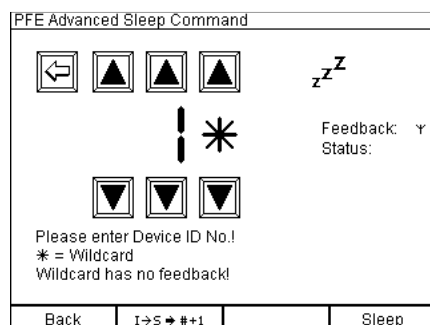 PFE Advanced Sleep Command
zzZ
1*
Feedback:
Status:
Please enter Device ID No.!
* = Wildcard
Wildcard has no feedback!
Back I→S ➔ #+1 Sleep